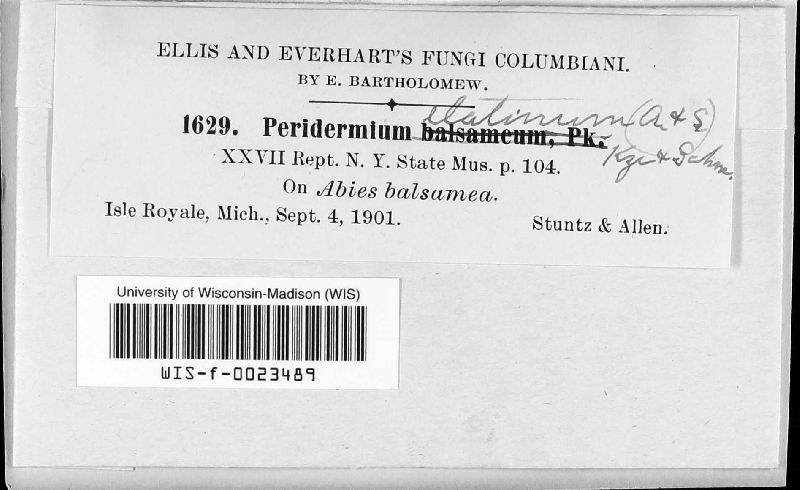 ELLIS AND EVERHART'S FUNGI COLUMBIANI.
BY E. BARTHOLOMEW.
elatinum (A. & S.)
1629. Peridermium balsameum, Pk.
Kze & Schm.
XXVII Rept. N. Y. State Mus. p. 104.
On Abies balsamea.
Isle Royale, Mich., Sept. 4, 1901.
Stuntz & Allen.
University of Wisconsin-Madison (WIS)
WIS-f-0023489